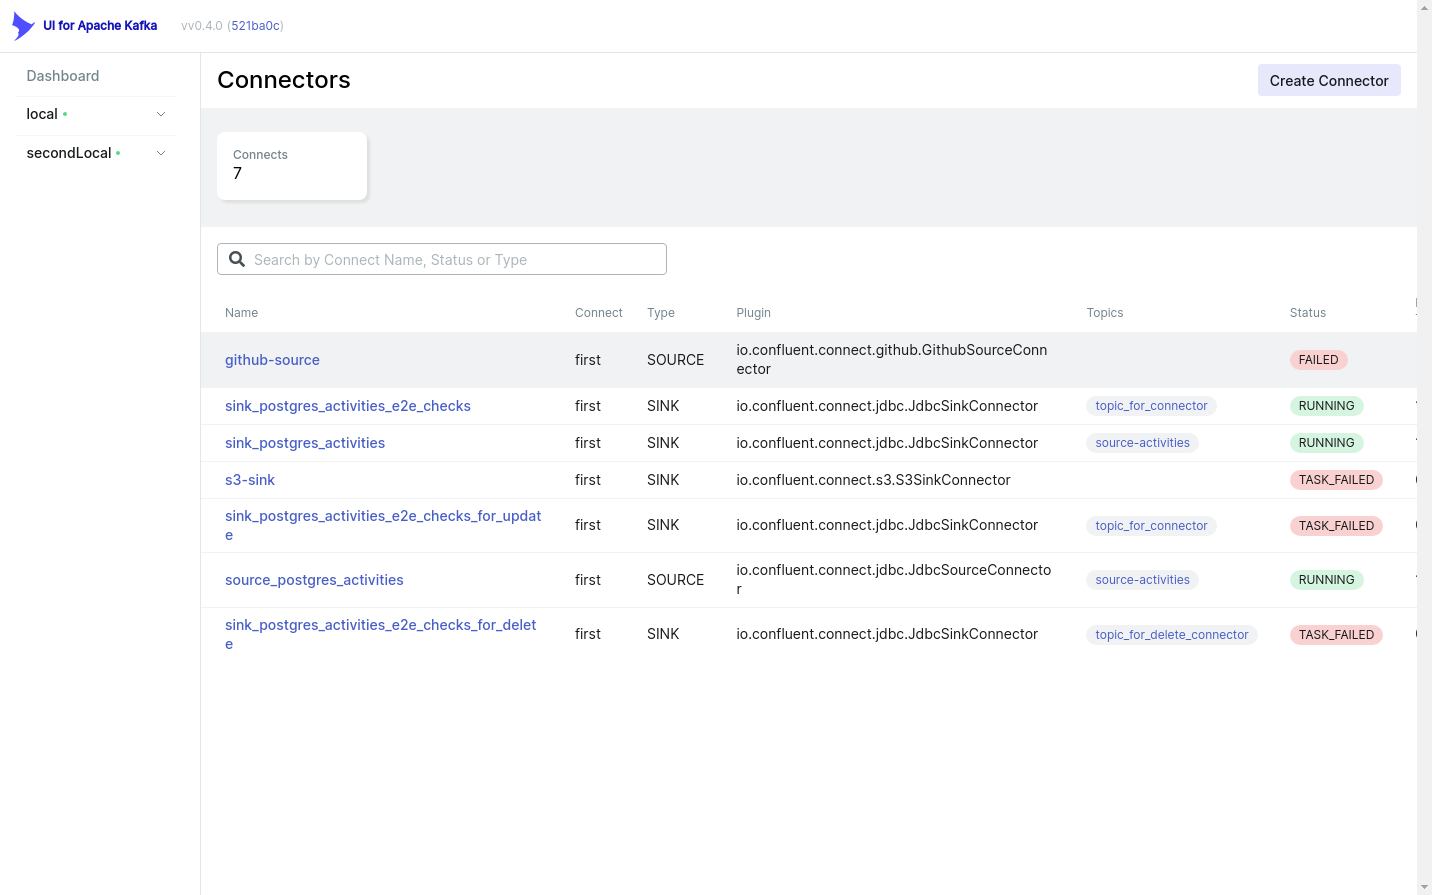 UI for Apache Kafka vv0.4.0 (521ba0c)
Dashboard
local
secondLocal
Connectors
Create Connector
Connects
7
Search by Connect Name, Status or Type
Name Connect Type Plugin Topics Status
github-source first SOURCE io.confluent.connect.github.GithubSourceConn
ector FAILED
sink_postgres_activities_e2e_checks first SINK io.confluent.connect.jdbc.JdbcSinkConnector topic_for_connector RUNNING
sink_postgres_activities first SINK io.confluent.connect.jdbc.JdbcSinkConnector source-activities RUNNING
s3-sink first SINK io.confluent.connect.s3.S3SinkConnector TASK_FAILED
sink_postgres_activities_e2e_checks_for_updat
e first SINK io.confluent.connect.jdbc.JdbcSinkConnector topic_for_connector TASK_FAILED
source_postgres_activities first SOURCE io.confluent.connect.jdbc.JdbcSourceConnecto
r source-activities RUNNING
sink_postgres_activities_e2e_checks_for_delet
e first SINK io.confluent.connect.jdbc.JdbcSinkConnector topic_for_delete_connector TASK_FAILED